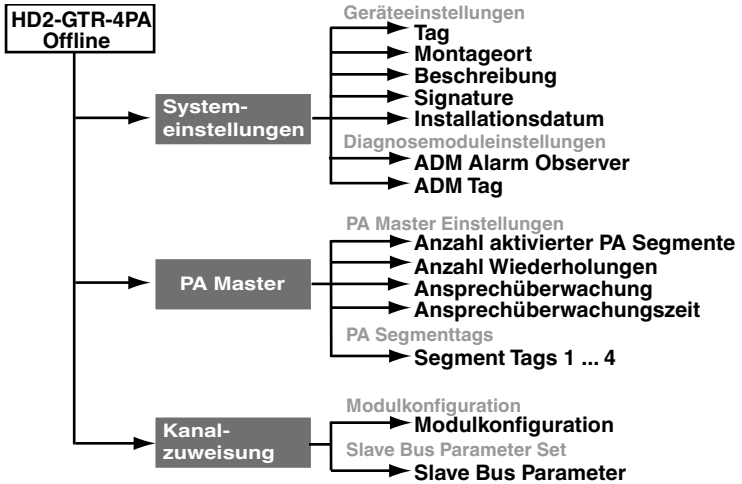 HD2-GTR-4PA
Offline
Geräteeinstellungen
Tag
Montageort
Beschreibung
Signature
Installationsdatum
System-
einstellungen
Diagnosemoduleinstellungen
ADM Alarm Observer
ADM Tag
PA Master Einstellungen
Anzahl aktivierter PA Segmente
Anzahl Wiederholungen
PA Master
Ansprechüberwachung
Ansprechüberwachungszeit
PA Segmenttags
Segment Tags 1 ... 4
Modulkonfiguration
Modulkonfiguration
Kanal-
zuweisung
Slave Bus Parameter Set
Slave Bus Parameter